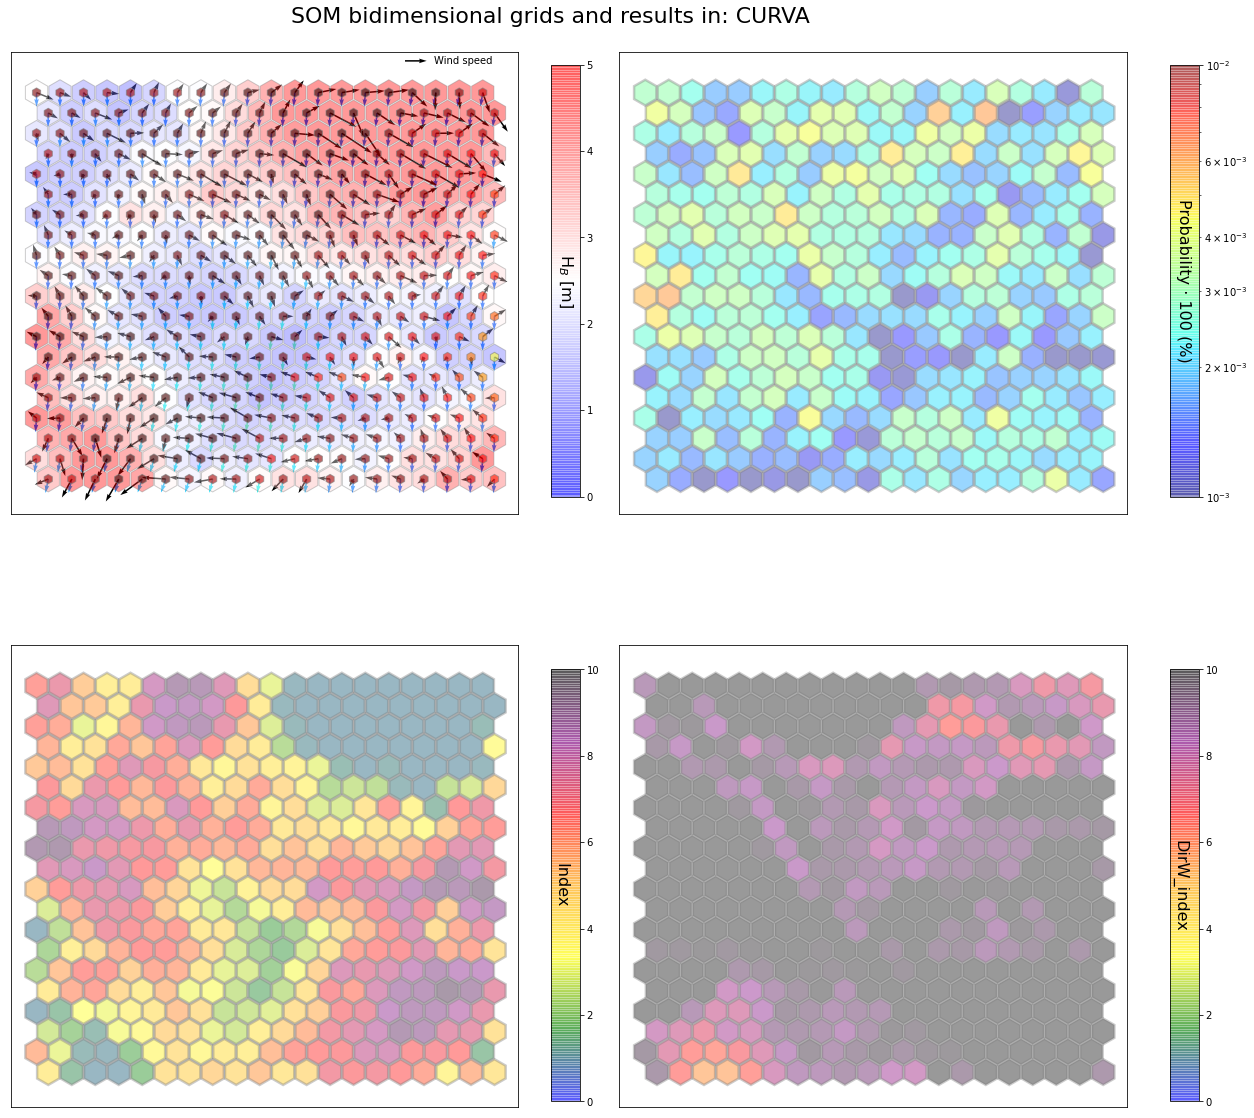 SOM bidimensional grids and results in: CURVA
Wind speed
5
4
3
2
1
0
H_B [m]
10⁻²
6 × 10⁻³
4 × 10⁻³
3 × 10⁻³
2 × 10⁻³
10⁻³
Probability · 100 (%)
10
8
6
4
2
0
Index
10
8
6
4
2
0
DirW_index